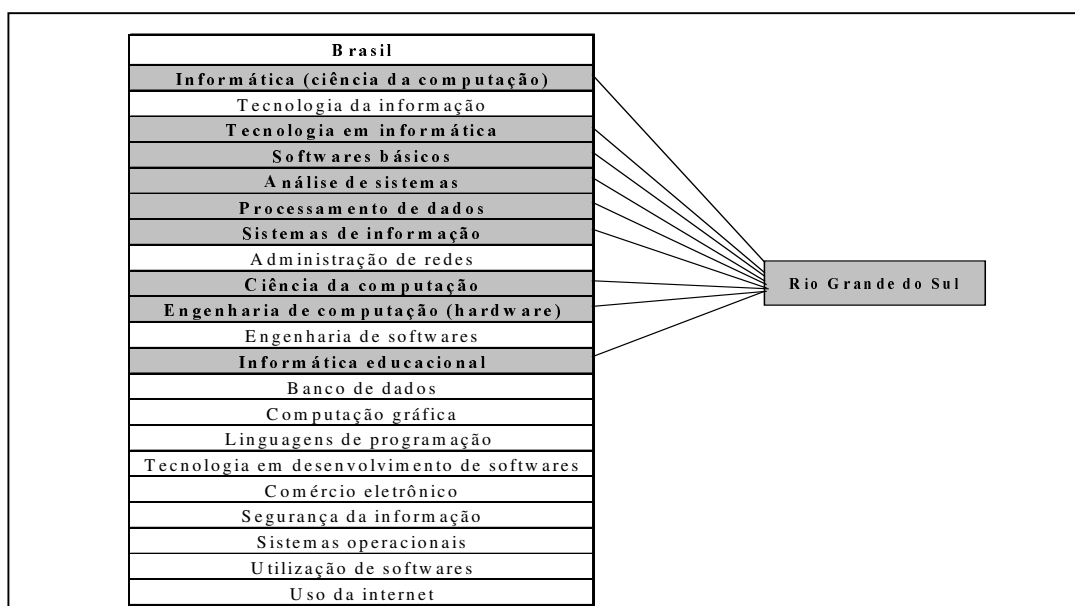 Brasil
Informática (ciência da computação)
Tecnologia da informação
Tecnologia em informática
Softwares básicos
Análise de sistemas
Processamento de dados
Sistemas de informação
Administração de redes
Rio Grande do Sul
Ciência da computação
Engenharia de computação (hardware)
Engenharia de softwares
Informática educacional
Banco de dados
Computação gráfica
Linguagens de programação
Tecnologia em desenvolvimento de softwares
Comércio eletrônico
Segurança da informação
Sistemas operacionais
Utilização de softwares
Uso da internet